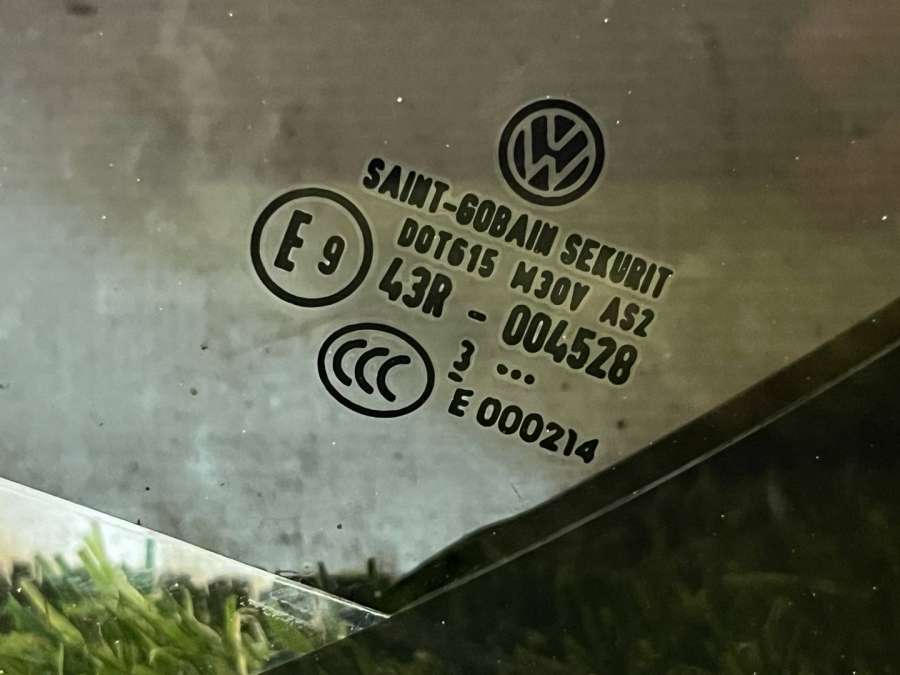 SAINT-GOBAIN SEKURIT
DOT615 M30V AS2
E 9
43R - 004528
CCC
3 ...
E 000214